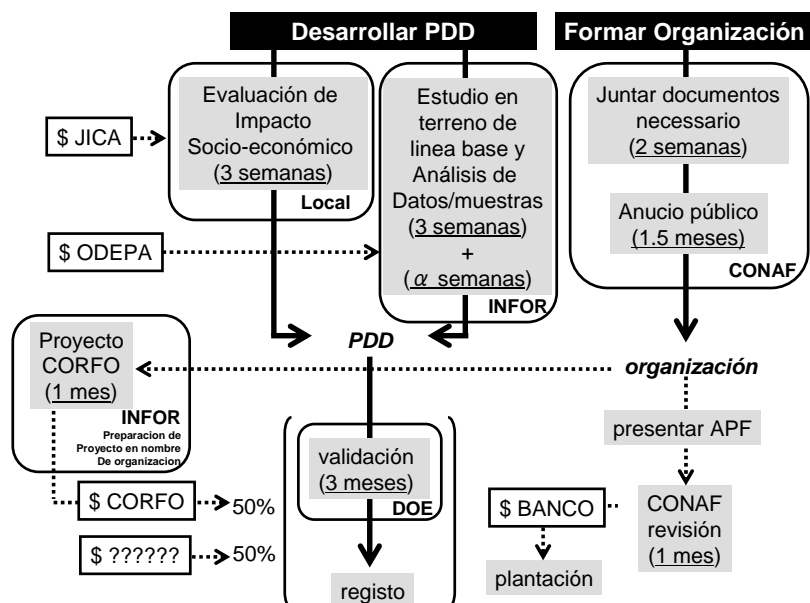 Desarrollar PDD
Formar Organización
Evaluación de
Impacto
Socio-económico
(3 semanas)
Local
$ JICA
Estudio en
terreno de
linea base y
Análisis de
Datos/muestras
(3 semanas)
+
(α semanas)
INFOR
$ ODEPA
Juntar documentos
necessario
(2 semanas)
Anucio público
(1.5 meses)
CONAF
PDD
organización
Proyecto
CORFO
(1 mes)
INFOR
Preparacion de
Proyecto en nombre
De organizacion
$ CORFO
50%
$ ??????
50%
validación
(3 meses)
DOE
registo
presentar APF
CONAF
revisión
(1 mes)
$ BANCO
plantación